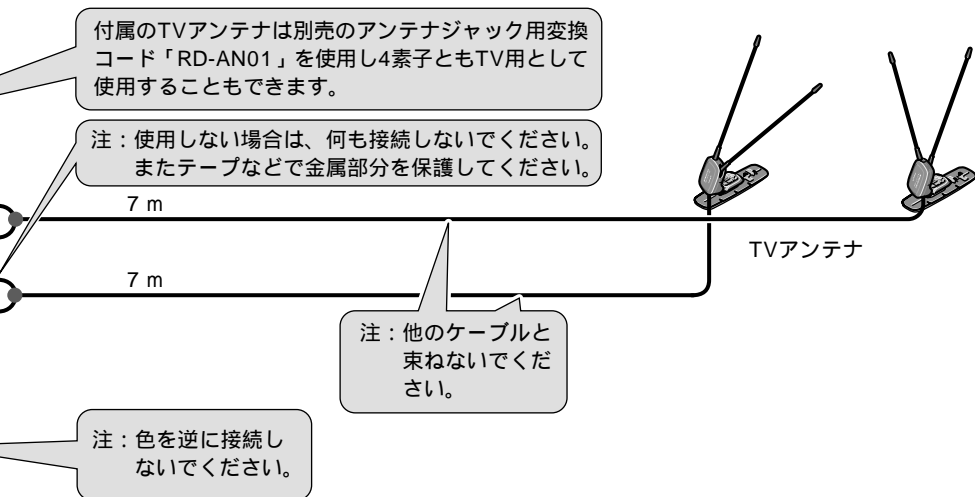 付属のTVアンテナは別売のアンテナジャック用変換
コード「RD-AN01」を使用し4素子ともTV用として
使用することもできます。
注：使用しない場合は、何も接続しないでください。
またテープなどで金属部分を保護してください。
7 m
TVアンテナ
7 m
注：他のケーブルと
束ねないでくだ
さい。
注：色を逆に接続し
ないでください。